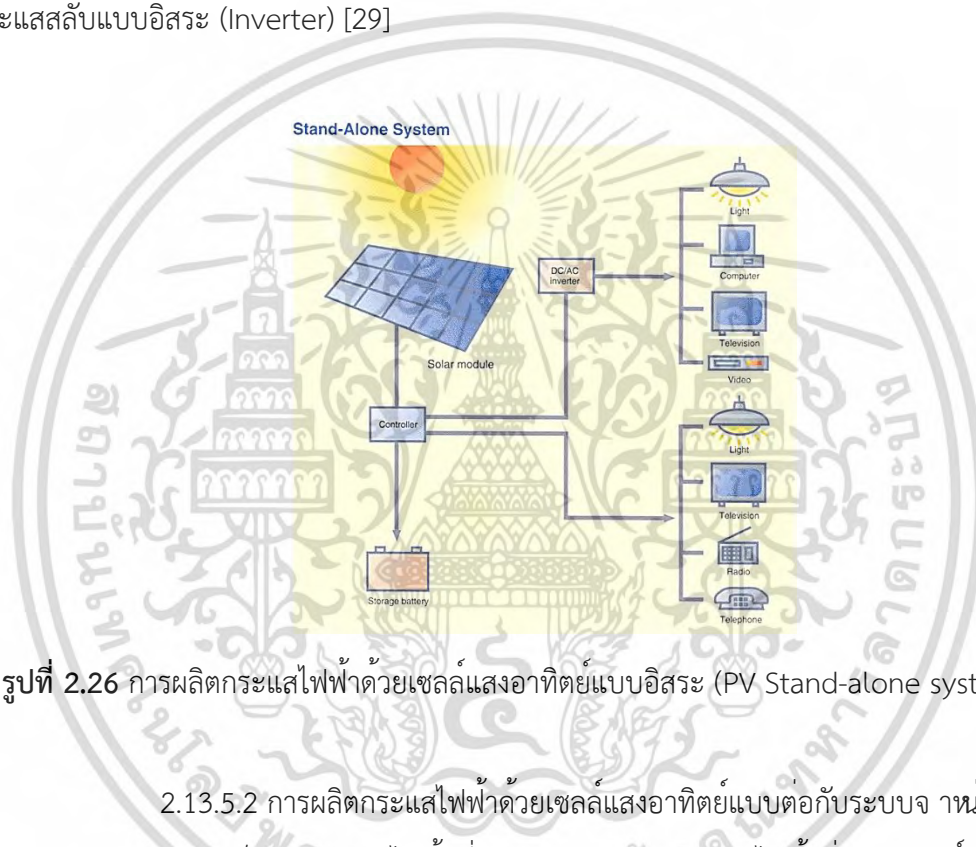 ะแสสลับแบบอิสระ (Inverter) [29]
Stand-Alone System
Light
DC/AC
inverter
Computer
Television
Solar module
Video
Controller
Light
Television
Radio
Storage battery
Telephone
รูปที่ 2.26 การผลิตกระแสไฟฟ้าด้วยเซลล์แสงอาทิตย์แบบอิสระ (PV Stand-alone syst
2.13.5.2 การผลิตกระแสไฟฟ้าด้วยเซลล์แสงอาทิตย์แบบต่อกับระบบจ าหน่